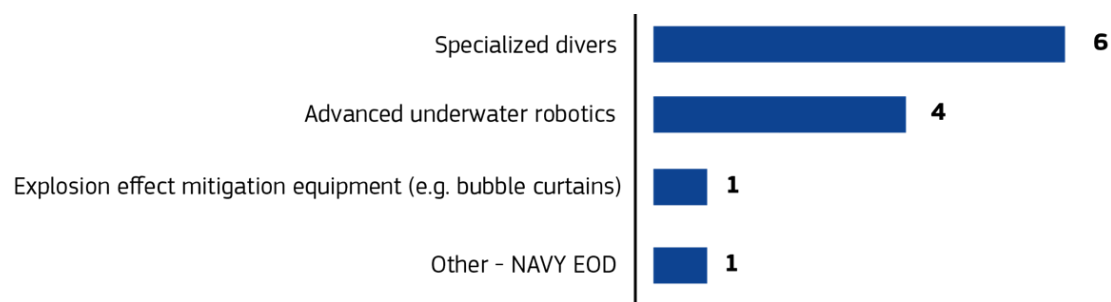 Specialized divers 6
Advanced underwater robotics 4
Explosion effect mitigation equipment (e.g. bubble curtains) 1
Other - NAVY EOD 1